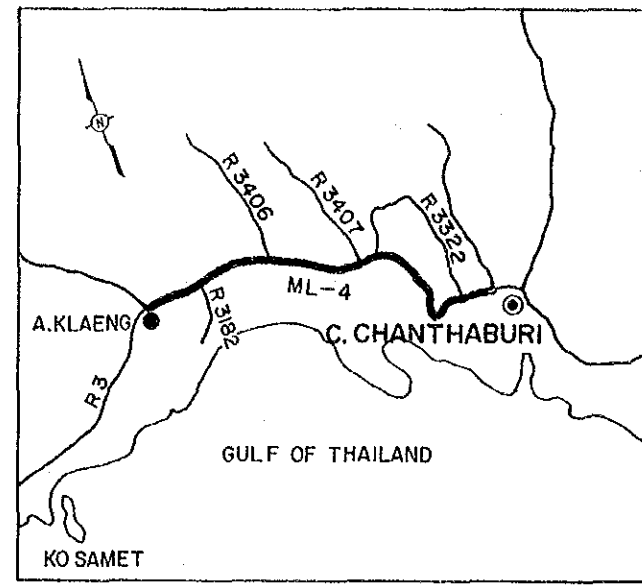 N
R 3406
R 3407
R 3322
ML-4
A.KLAENG
R 3182
C. CHANTHABURI
R 3
GULF OF THAILAND
KO SAMET